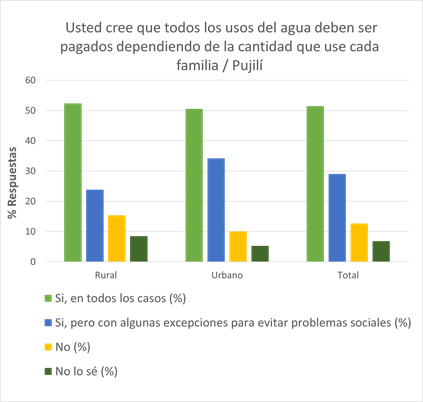 Usted cree que todos los usos del agua deben ser
pagados dependiendo de la cantidad que use cada
familia / Pujilí
60
50
40
30
20
10
0
% Respuestas
Rural
Urbano
Total
Si, en todos los casos (%)
Si, pero con algunas excepciones para evitar problemas sociales (%)
No (%)
No lo sé (%)